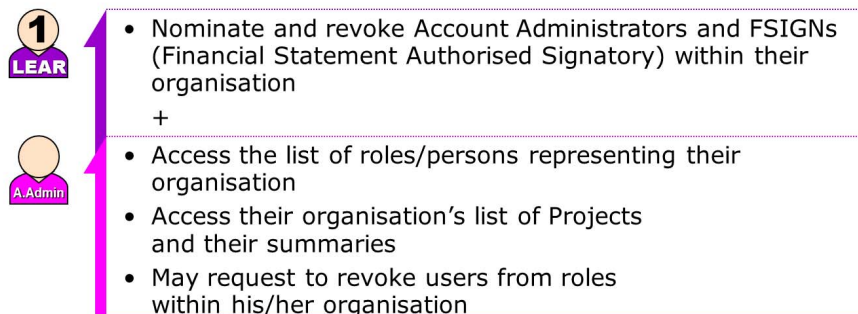 1
LEAR
• Nominate and revoke Account Administrators and FSIGNs
(Financial Statement Authorised Signatory) within their
organisation
+
A.Admin
• Access the list of roles/persons representing their
organisation
• Access their organisation’s list of Projects
and their summaries
• May request to revoke users from roles
within his/her organisation